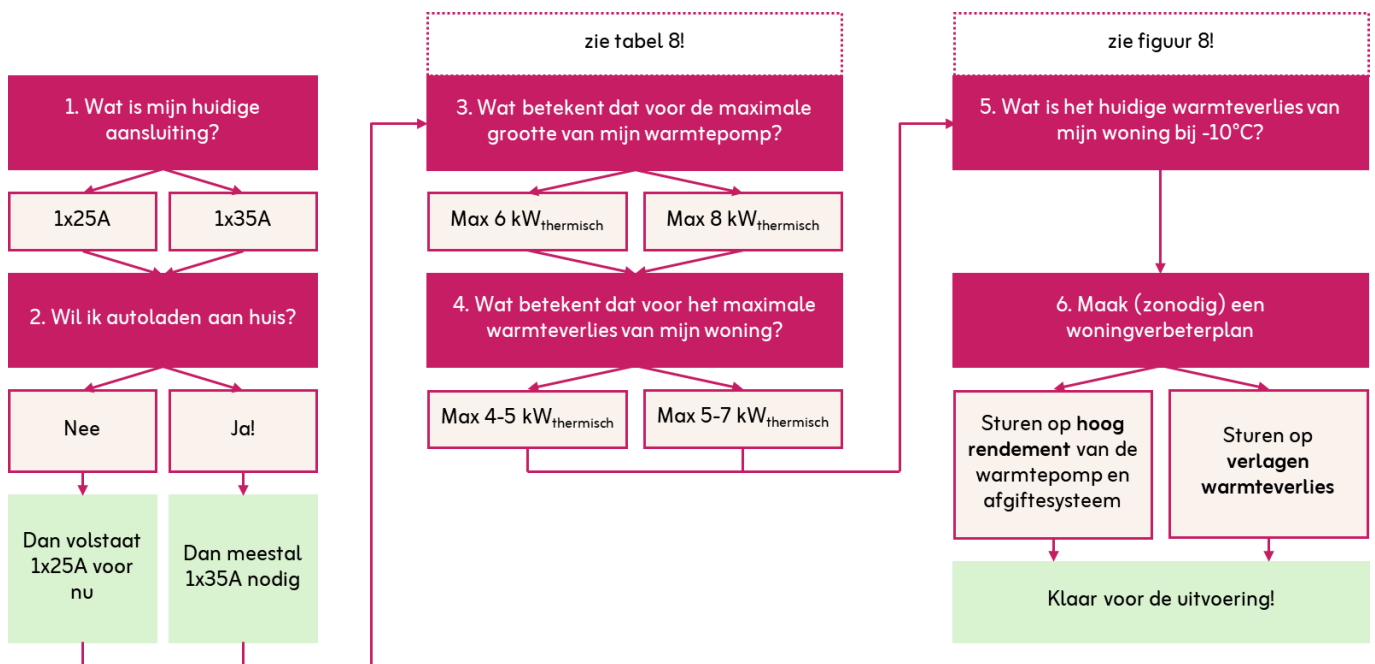 1. Wat is mijn huidige
aansluiting?
1x25A
1x35A
2. Wil ik autoladen aan huis?
Nee
Ja!
Dan volstaat
1x25A voor
nu
Dan meestal
1x35A nodig
zie tabel 8!
3. Wat betekent dat voor de maximale
grootte van mijn warmtepomp?
Max 6 kWthermisch
Max 8 kWthermisch
4. Wat betekent dat voor het maximale
warmteverlies van mijn woning?
Max 4-5 kWthermisch
Max 5-7 kWthermisch
zie figuur 8!
5. Wat is het huidige warmteverlies van
mijn woning bij -10°C?
6. Maak (zonodig) een
woningverbeterplan
Sturen op hoog
rendement van de
warmtepomp en
afgiftesysteem
Sturen op
verlagen
warmteverlies
Klaar voor de uitvoering!